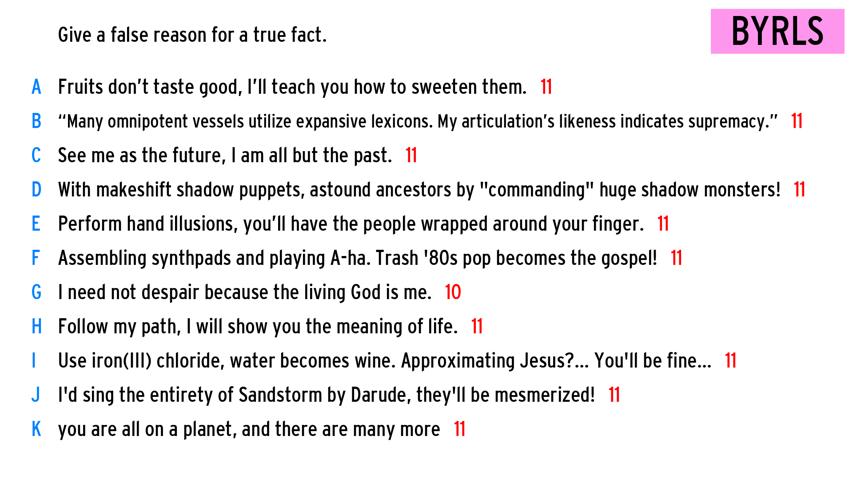 Give a false reason for a true fact.
BYRLS
A Fruits don't taste good, I'll teach you how to sweeten them. 11
B “Many omnipotent vessels utilize expansive lexicons. My articulation's likeness indicates supremacy.” 11
C See me as the future, I am all but the past. 11
D With makeshift shadow puppets, astound ancestors by "commanding" huge shadow monsters! 11
E Perform hand illusions, you'll have the people wrapped around your finger. 11
F Assembling synthpads and playing A-ha. Trash '80s pop becomes the gospel! 11
G I need not despair because the living God is me. 10
H Follow my path, I will show you the meaning of life. 11
I Use iron(III) chloride, water becomes wine. Approximating Jesus?... You'll be fine... 11
J I'd sing the entirety of Sandstorm by Darude, they'll be mesmerized! 11
K you are all on a planet, and there are many more 11